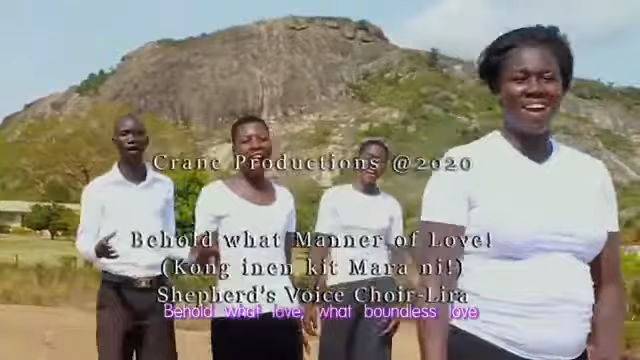 Crane Productions @2020
Behold what Manner of Love!
(Kong inen kit Mara ni!)
Shepherd's Voice Choir-Lira
Behold what love, what boundless love